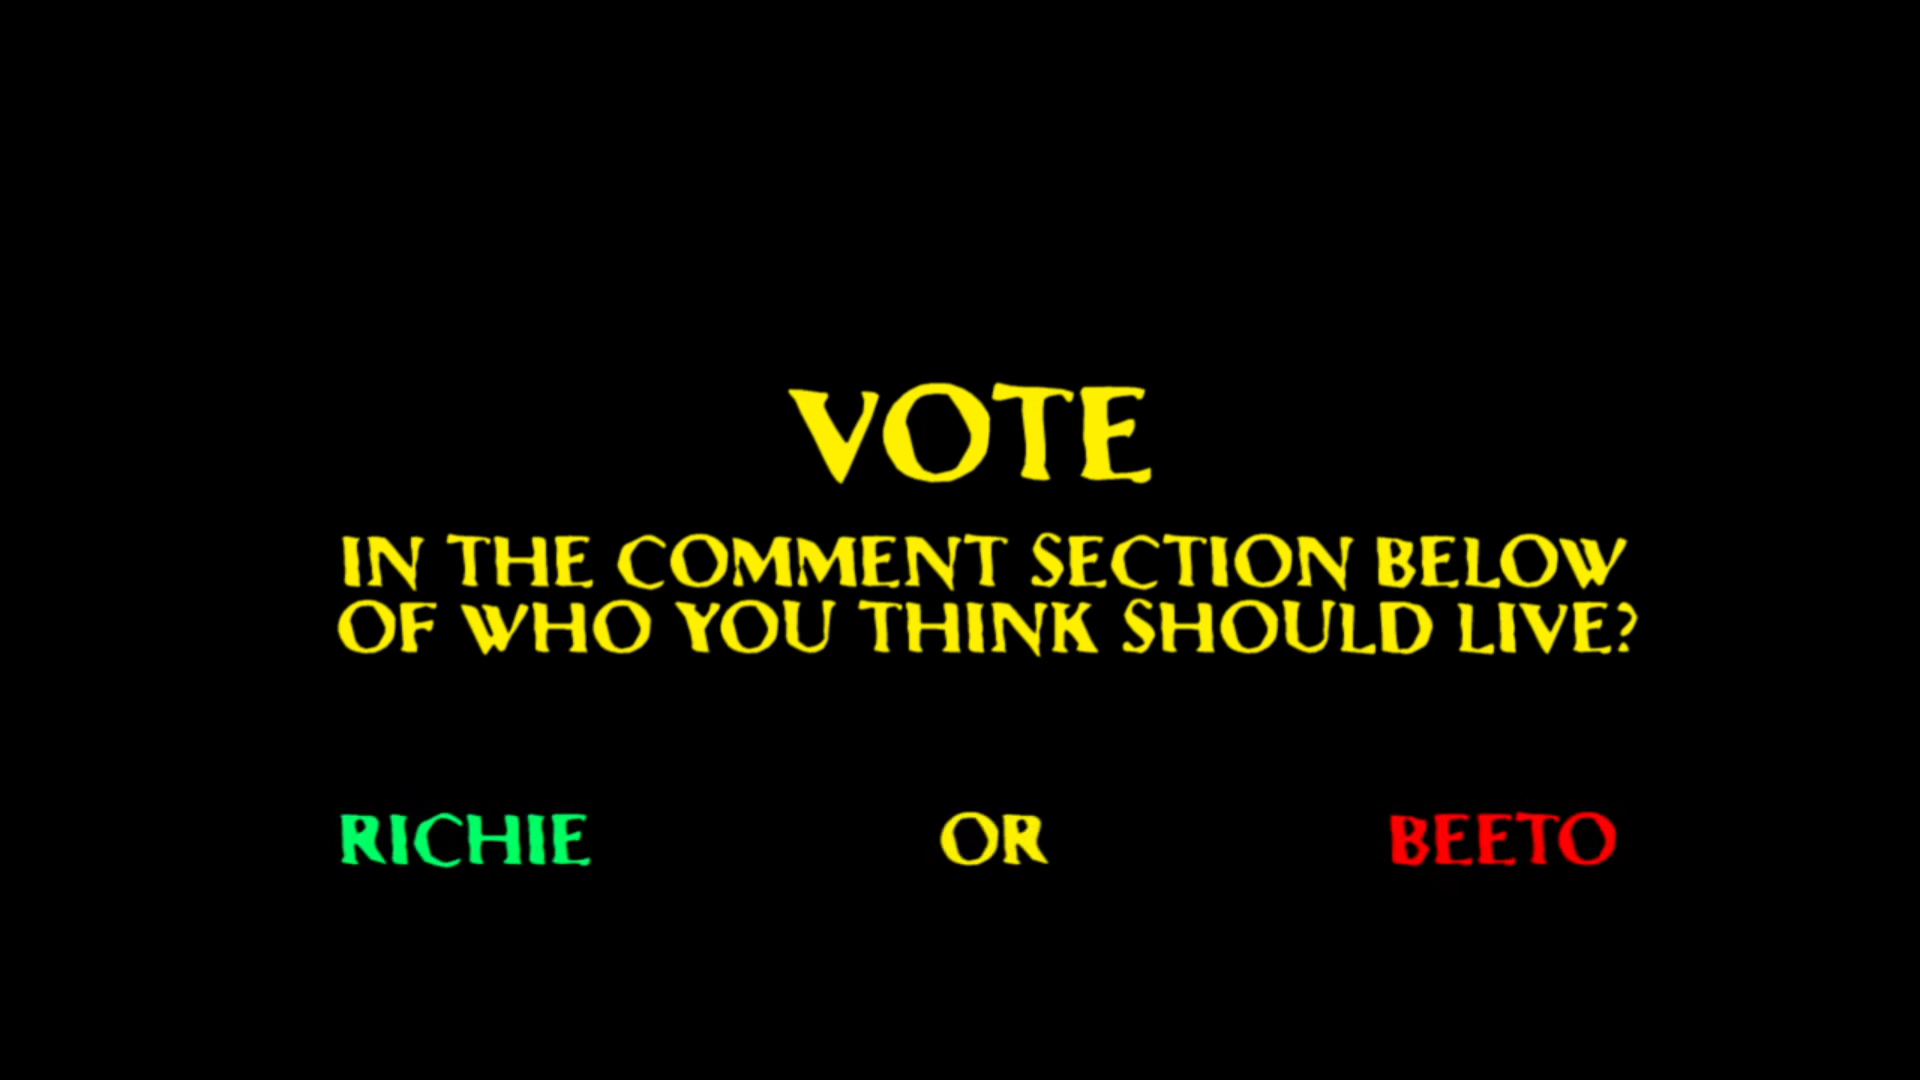 VOTE
IN THE COMMENT SECTION BELOW
OF WHO YOU THINK SHOULD LIVE?
RICHIE OR BEETO